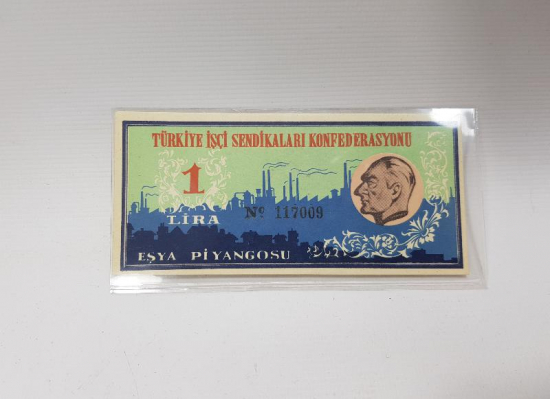 TÜRKİYE İŞÇİ SENDİKALARI KONFEDERASYONU
1
LİRA
Nº 117009
EŞYA PİYANGOSU